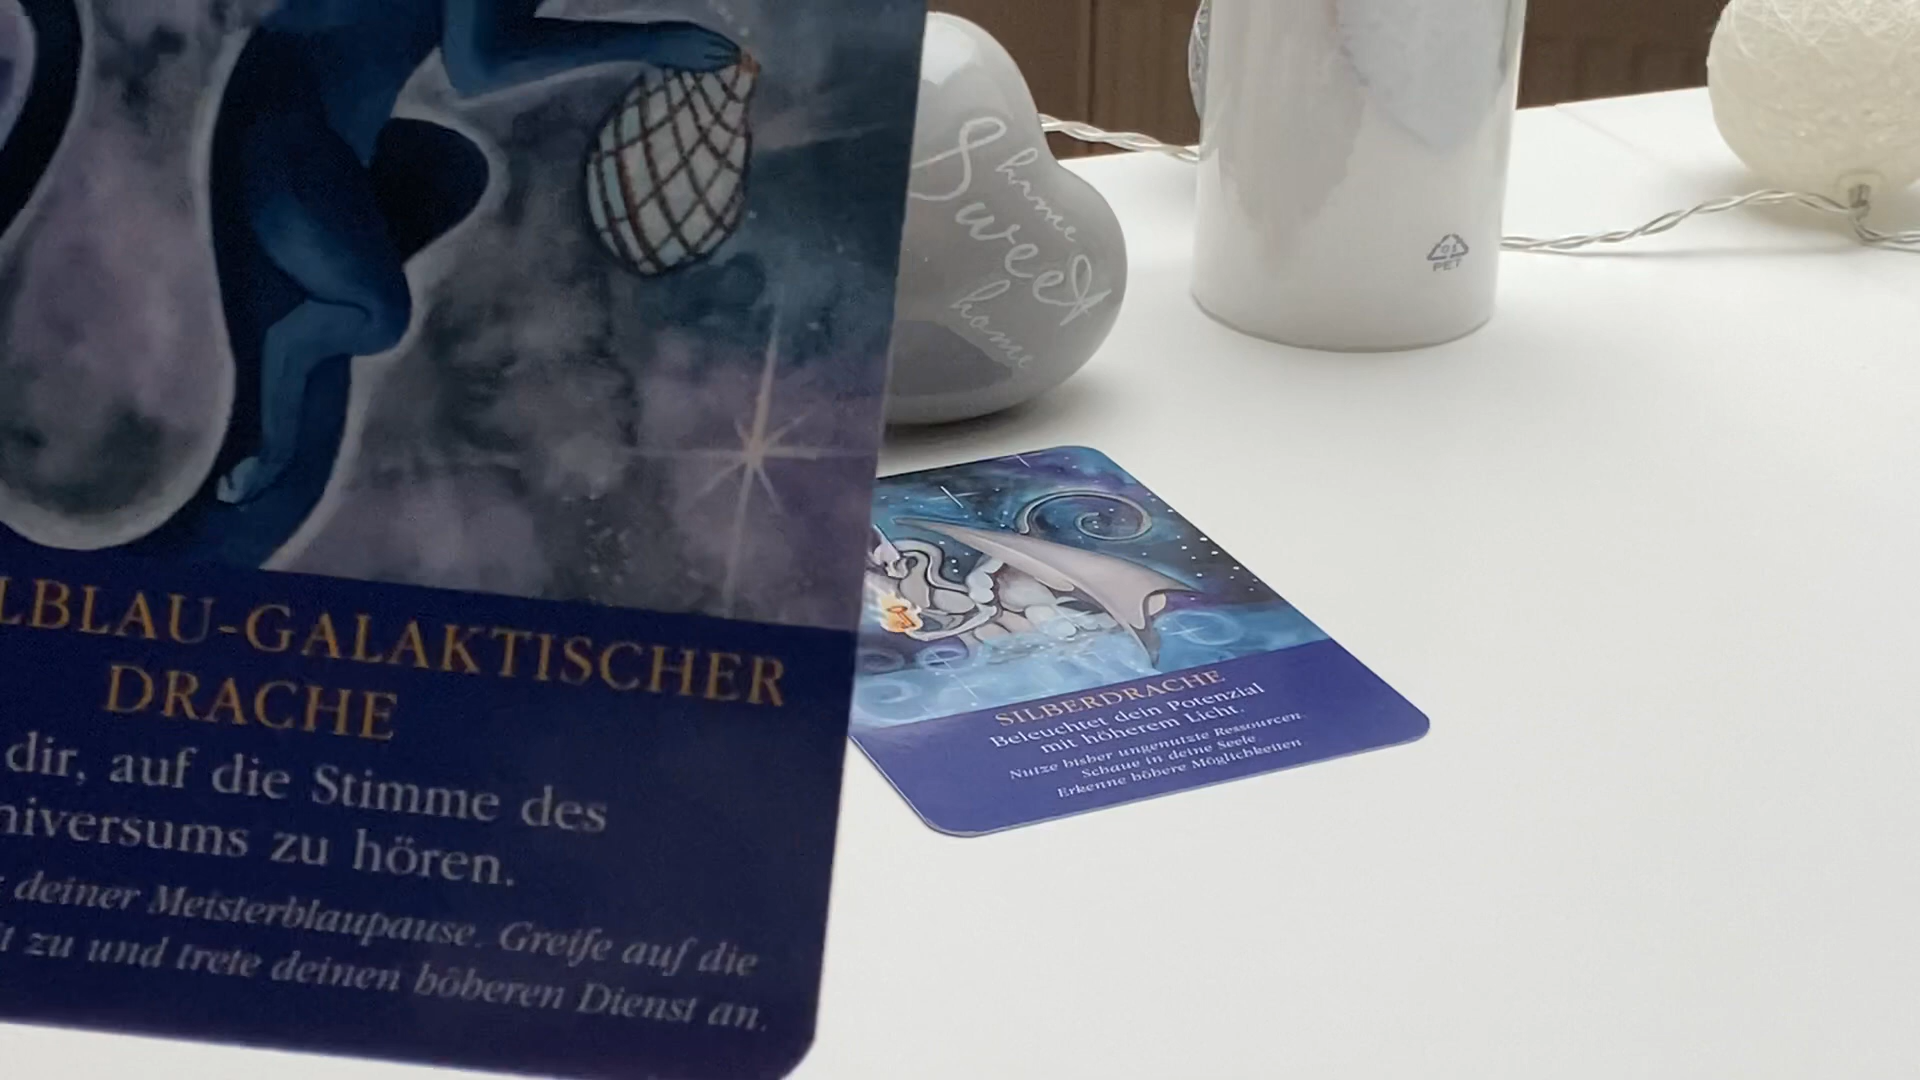 LBLAU-GALAKTISCHER
DRACHE
dir, auf die Stimme des
niversums zu hören.
deiner Meisterblaupause. Greife auf die
t zu und trete deinen höheren Dienst an.
home
Sweet
home
01
PET
SILBERDRACHE
Beleuchtet dein Potenzial
mit höherem Licht.
Nutze bisher ungenutzte Ressourcen.
Schaue in deine Seele.
Erkenne höhere Möglichkeiten